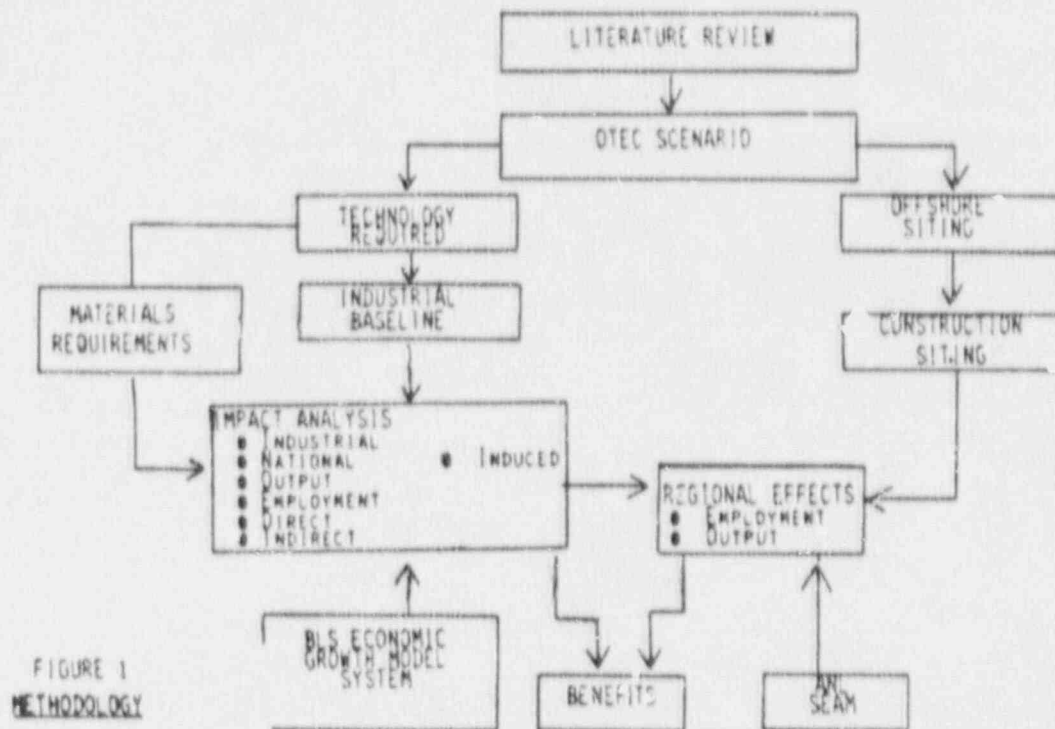 LITERATURE REVIEW
OTEC SCENARIO
TECHNOLOGY
REQUIRED
OFFSHORE
SITING
MATERIALS
REQUIREMENTS
INDUSTRIAL
BASELINE
CONSTRUCTION
SITING
IMPACT ANALYSIS
• INDUSTRIAL
• NATIONAL
• OUTPUT
• EMPLOYMENT
• DIRECT
• INDIRECT
• INDUCED
REGIONAL EFFECTS
• EMPLOYMENT
• OUTPUT
BLS ECONOMIC
GROWTH MODEL
SYSTEM
BENEFITS
SEAM
FIGURE 1
METHODOLOGY